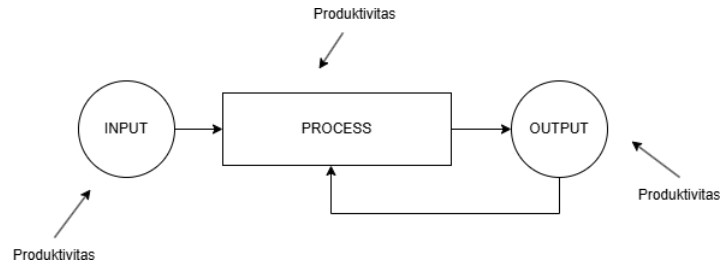 Produktivitas
INPUT
PROCESS
OUTPUT
Produktivitas
Produktivitas